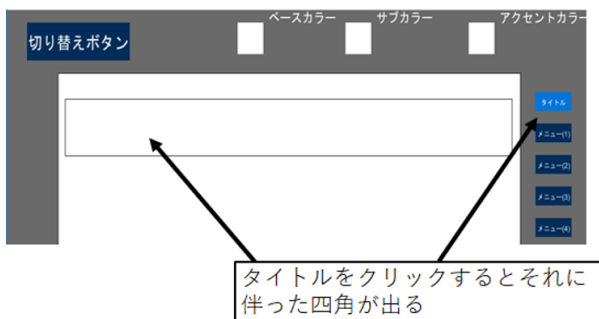 ベースカラー
サブカラー
アクセントカラー
切り替えボタン
タイトル
メニュー(1)
メニュー(2)
メニュー(3)
メニュー(4)
タイトルをクリックするとそれに
伴った四角が出る